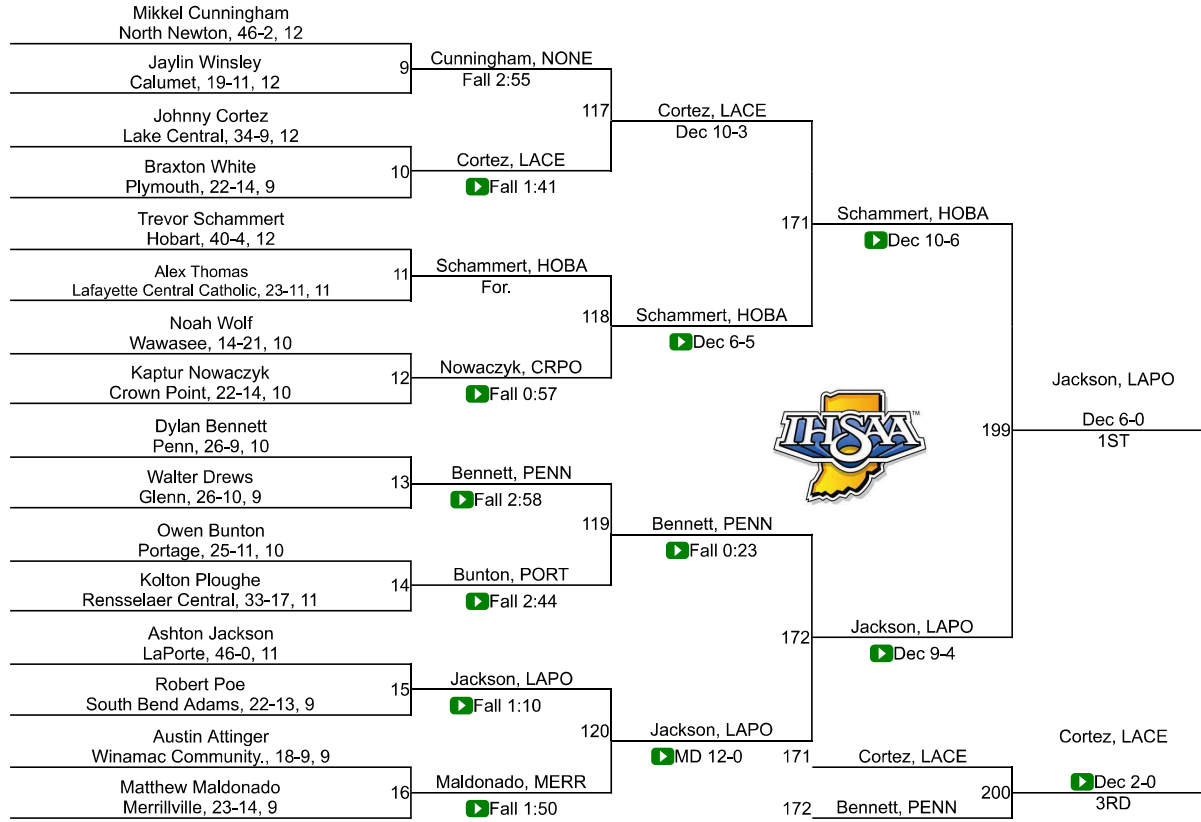 Mikkel Cunningham
North Newton, 46-2, 12
Jaylin Winsley
Calumet, 19-11, 12
9
Cunningham, NONE
Fall 2:55
Johnny Cortez
Lake Central, 34-9, 12
Braxton White
Plymouth, 22-14, 9
10
Cortez, LACE
Fall 1:41
117
Cortez, LACE
Dec 10-3
Trevor Schammert
Hobart, 40-4, 12
Alex Thomas
Lafayette Central Catholic, 23-11, 11
11
Schammert, HOBA
For.
Noah Wolf
Wawasee, 14-21, 10
Kaptur Nowaczyk
Crown Point, 22-14, 10
12
Nowaczyk, CRPO
Fall 0:57
118
Schammert, HOBA
Dec 6-5
171
Schammert, HOBA
Dec 10-6
Dylan Bennett
Penn, 26-9, 10
Walter Drews
Glenn, 26-10, 9
13
Bennett, PENN
Fall 2:58
Owen Bunton
Portage, 25-11, 10
Kolton Ploughe
Rensselaer Central, 33-17, 11
14
Bunton, PORT
Fall 2:44
119
Bennett, PENN
Fall 0:23
Ashton Jackson
LaPorte, 46-0, 11
Robert Poe
South Bend Adams, 22-13, 9
15
Jackson, LAPO
Fall 1:10
Austin Attinger
Winamac Community., 18-9, 9
Matthew Maldonado
Merrillville, 23-14, 9
16
Maldonado, MERR
Fall 1:50
120
Jackson, LAPO
MD 12-0
172
Jackson, LAPO
Dec 9-4
IHSAA™
199
Jackson, LAPO
Dec 6-0
1ST
171
Cortez, LACE
172
Bennett, PENN
200
Cortez, LACE
Dec 2-0
3RD